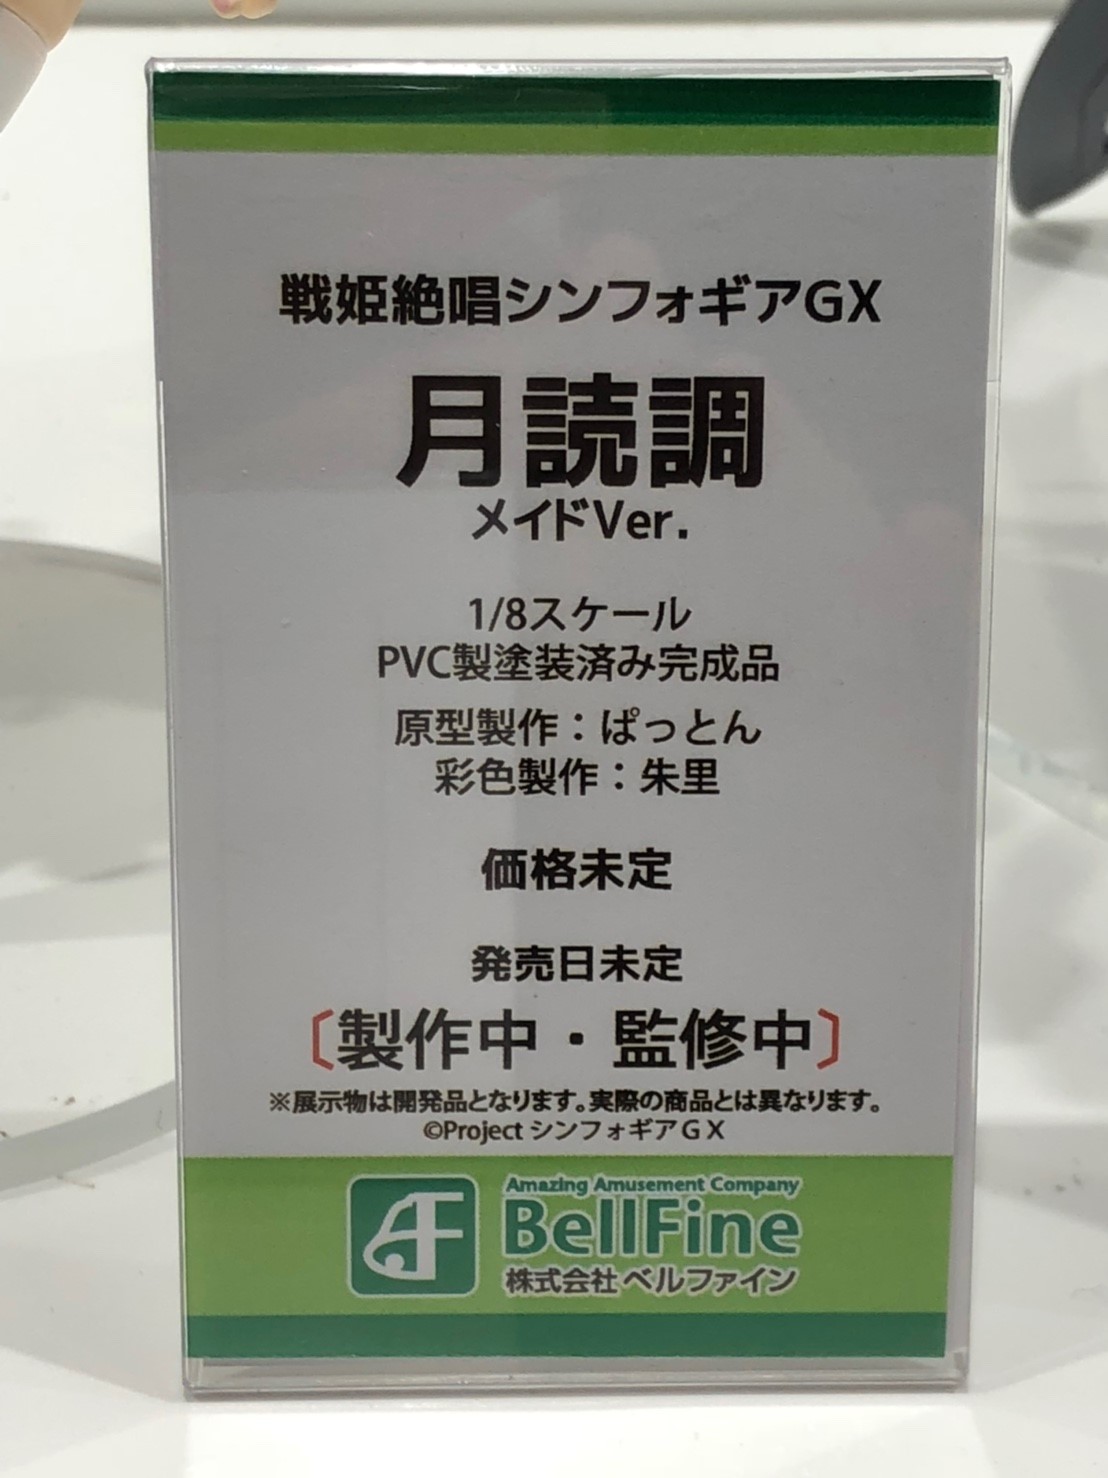 戦姫絶唱シンフォギアGX
月読調
メイドVer.
1/8スケール
PVC製塗装済み完成品
原型製作：ぱっとん
彩色製作：朱里
価格未定
発売日未定
〔製作中・監修中〕
※展示物は開発品となります。実際の商品とは異なります。
©Project シンフォギアＧＸ
Amazing Amusement Company
BellFine
株式会社ベルファイン